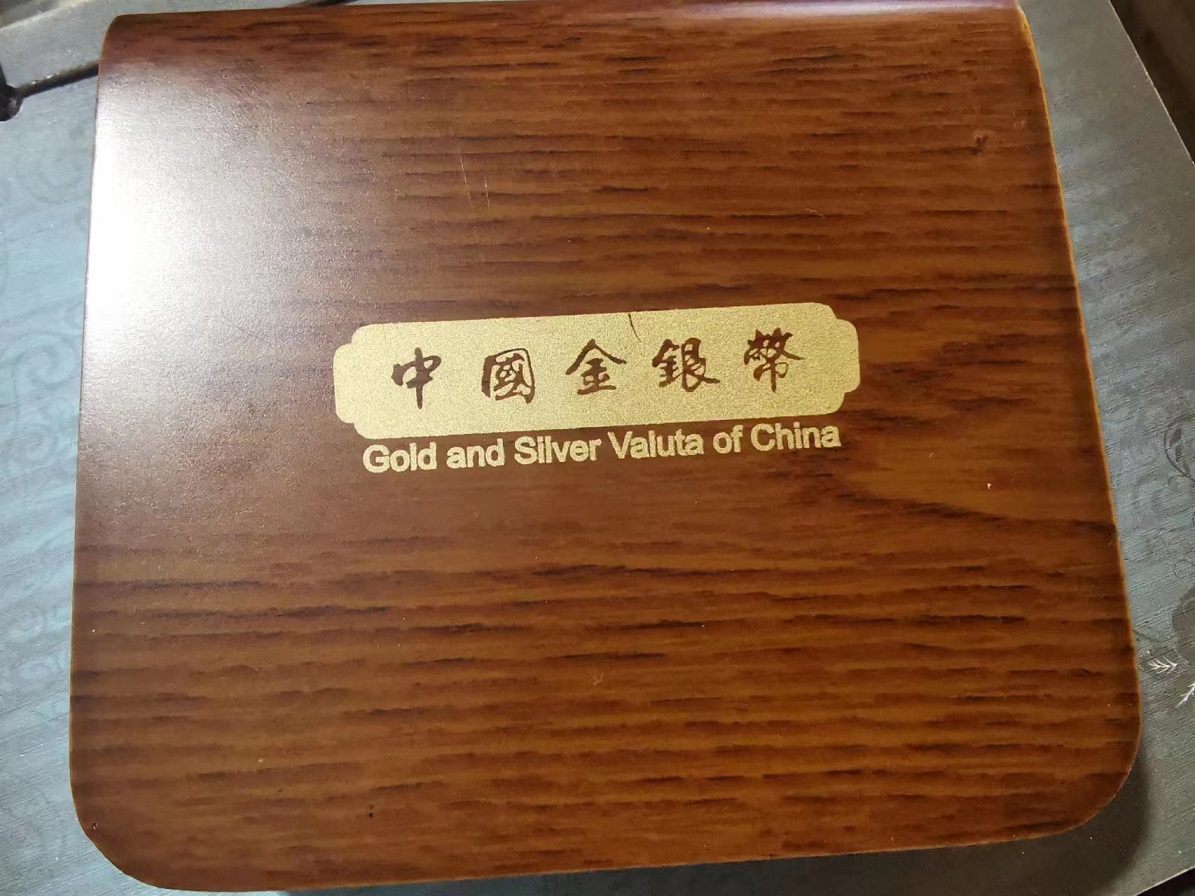 中國金銀幣
Gold and Silver Valuta of China